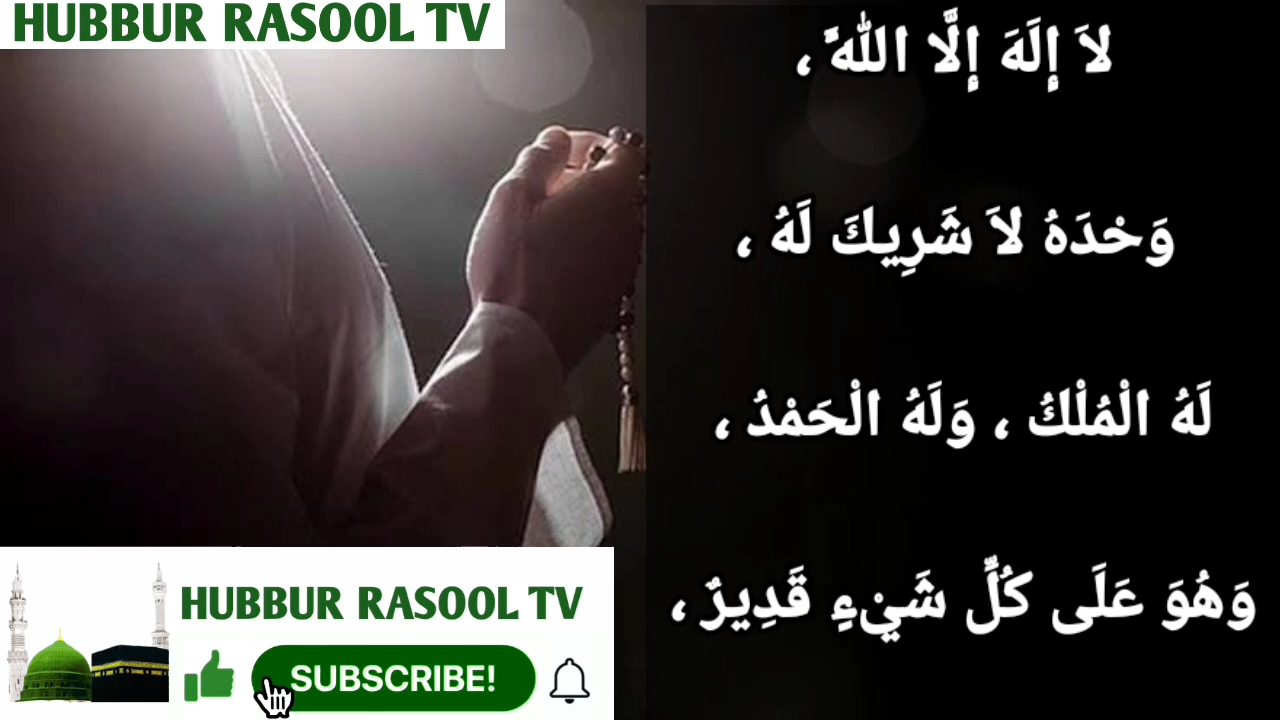 HUBBUR RASOOL TV
لاَ إِلَهَ إِلَّا اللَّهُ ،
وَحْدَهُ لاَ شَرِيكَ لَهُ ،
لَهُ الْمُلْكُ ، وَلَهُ الْحَمْدُ ،
وَهُوَ عَلَى كُلِّ شَيْءٍ قَدِيرٌ ،
HUBBUR RASOOL TV
SUBSCRIBE!